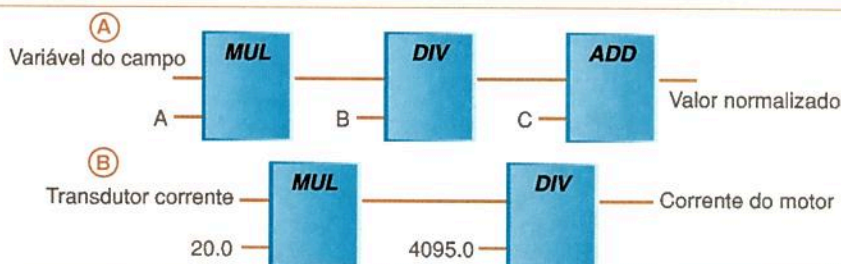 A
Variável do campo
MUL
DIV
ADD
A
B
C
Valor normalizado
B
Transdutor corrente
MUL
DIV
Corrente do motor
20.0
4095.0